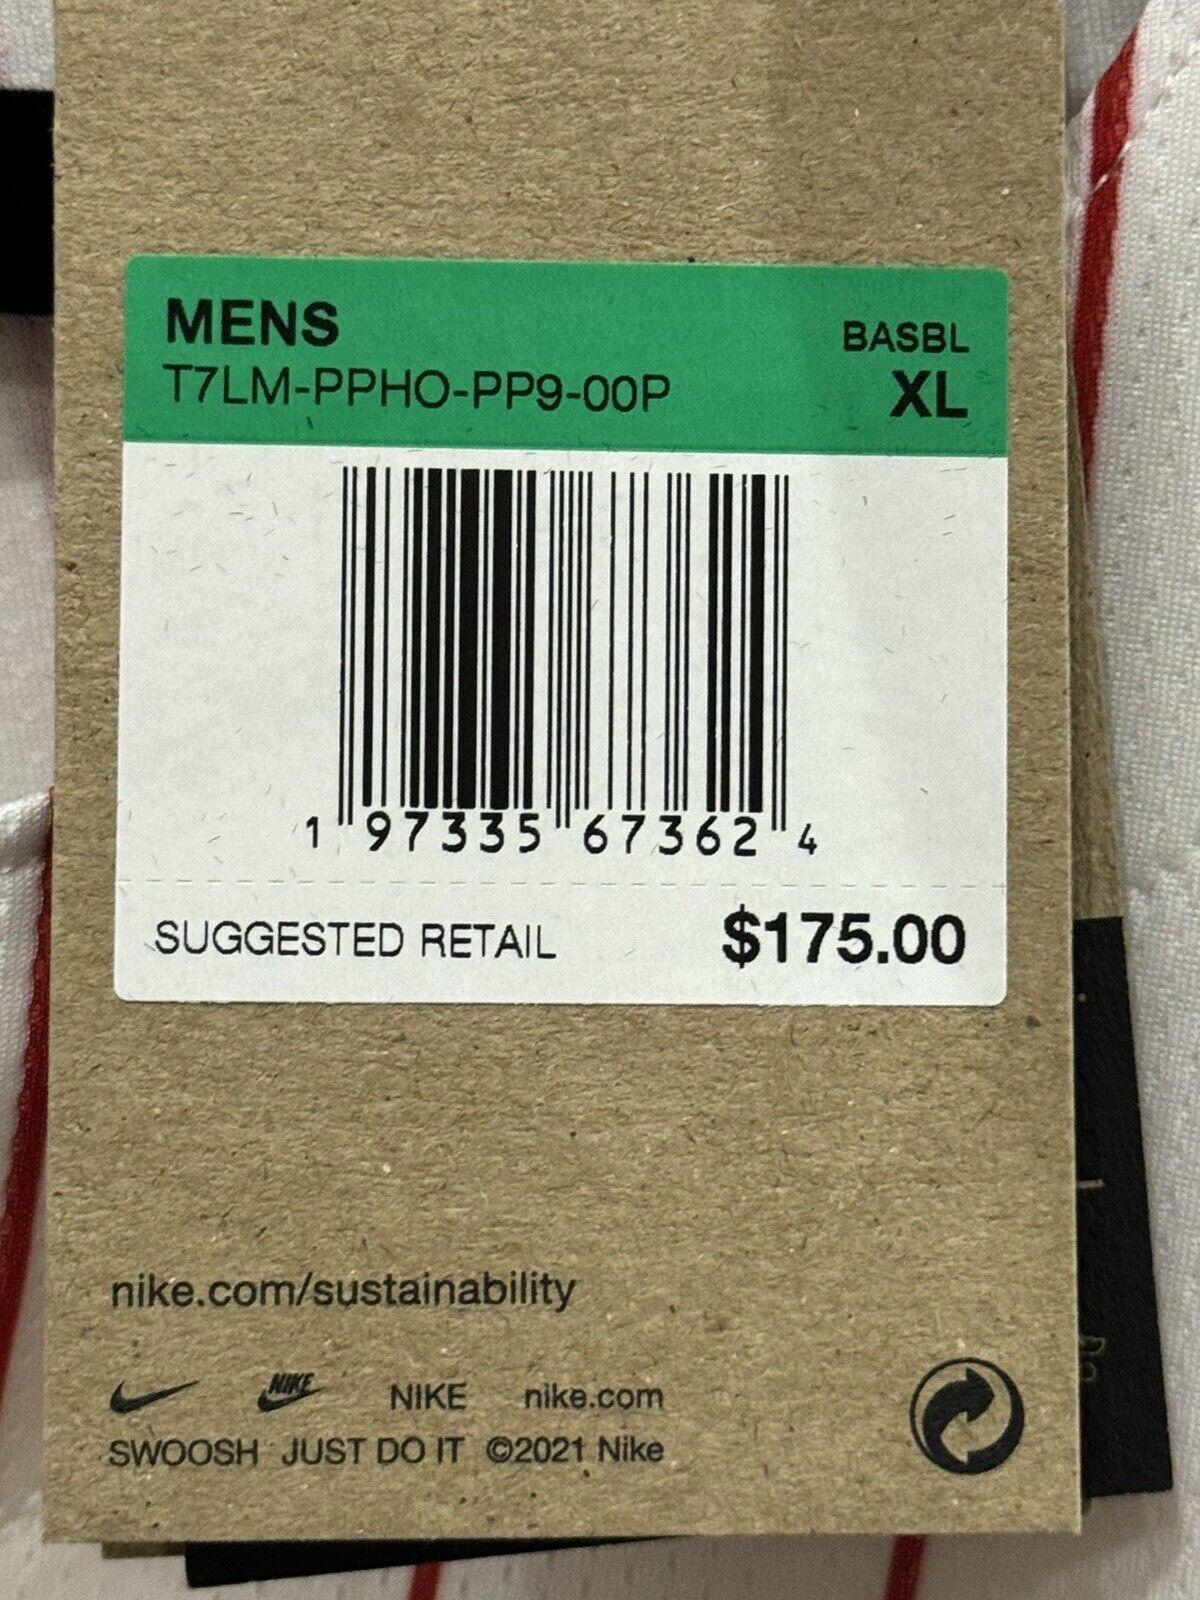 MENS
BASBL
T7LM-PPHO-PP9-00P
XL
1 97335 67362 4
SUGGESTED RETAIL $175.00
nike.com/sustainability
NIKE NIKE nike.com
SWOOSH JUST DO IT ©2021 Nike